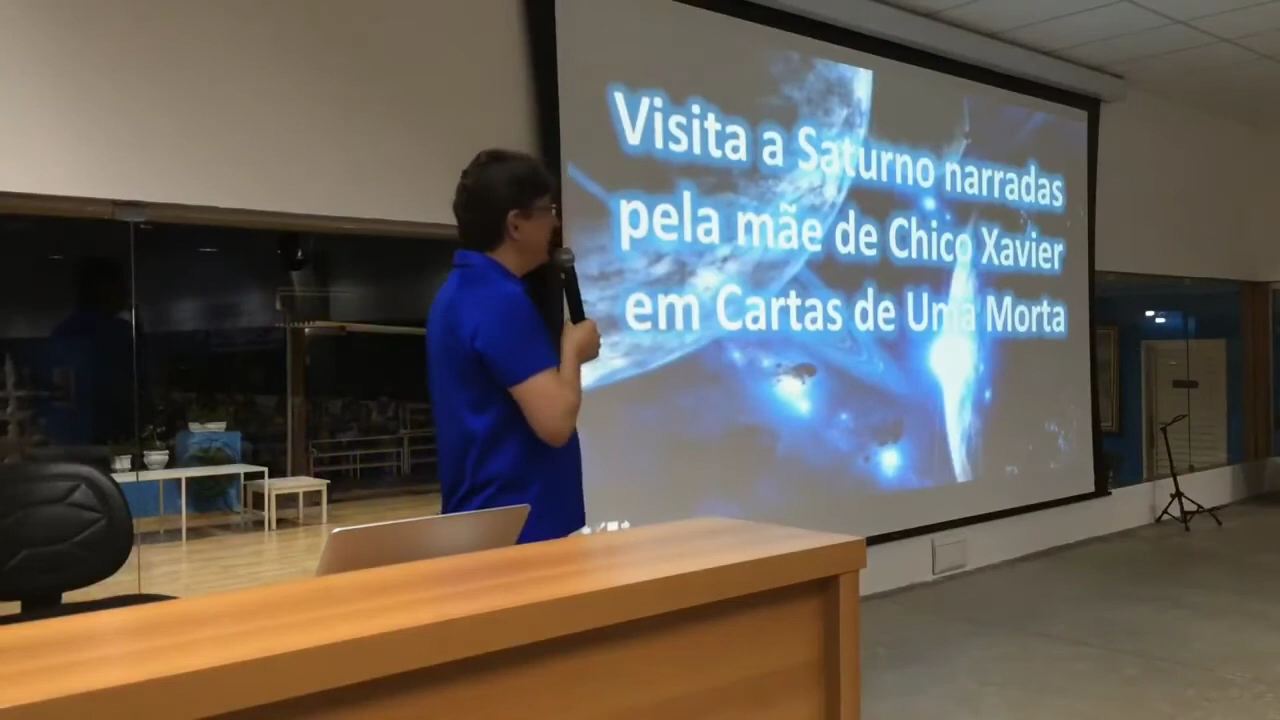 Visita a Saturno narradas
pela mãe de Chico Xavier
em Cartas de Uma Morta